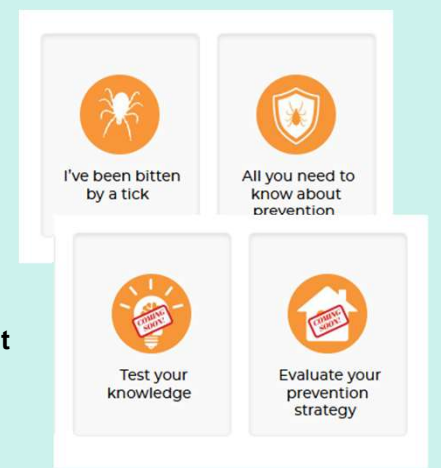 I've been bitten
by a tick
All you need to
know about
prevention
COMING
SOON!
Test your
knowledge
COMING
SOON!
Evaluate your
prevention
strategy
t